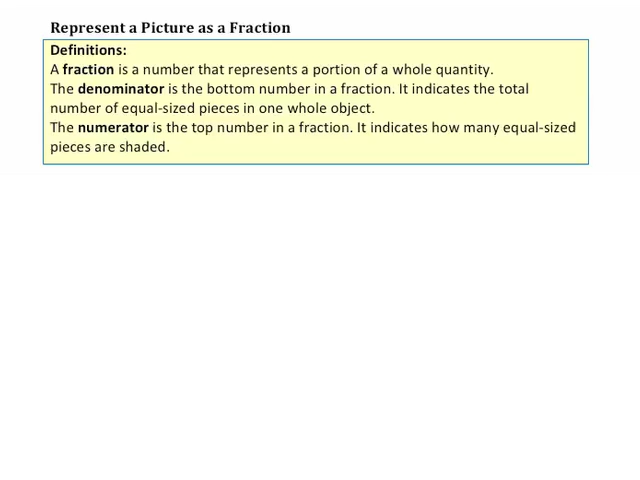 Represent a Picture as a Fraction
Definitions:
A fraction is a number that represents a portion of a whole quantity.
The denominator is the bottom number in a fraction. It indicates the total
number of equal-sized pieces in one whole object.
The numerator is the top number in a fraction. It indicates how many equal-sized
pieces are shaded.